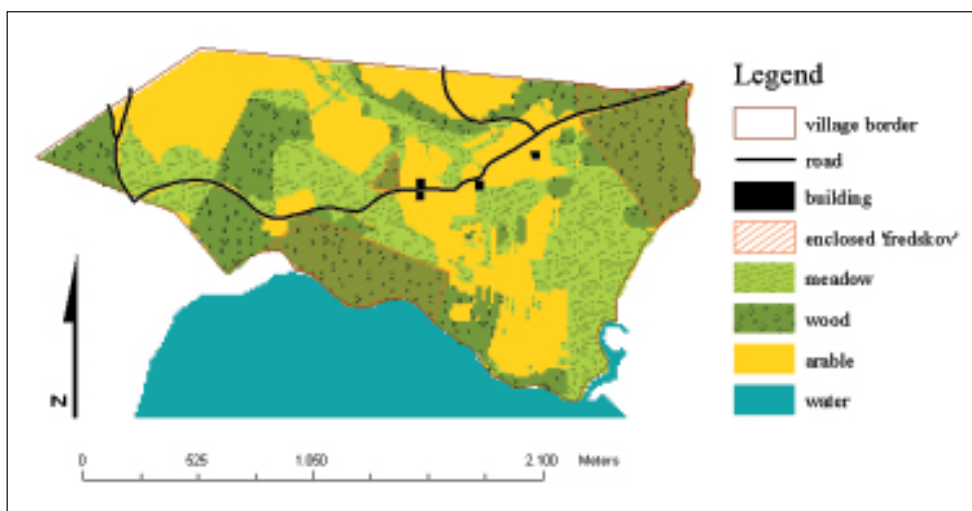 Legend
village border
road
building
enclosed 'fredskov'
meadow
wood
arable
water
N
0 525 1.050 2.100 Meters